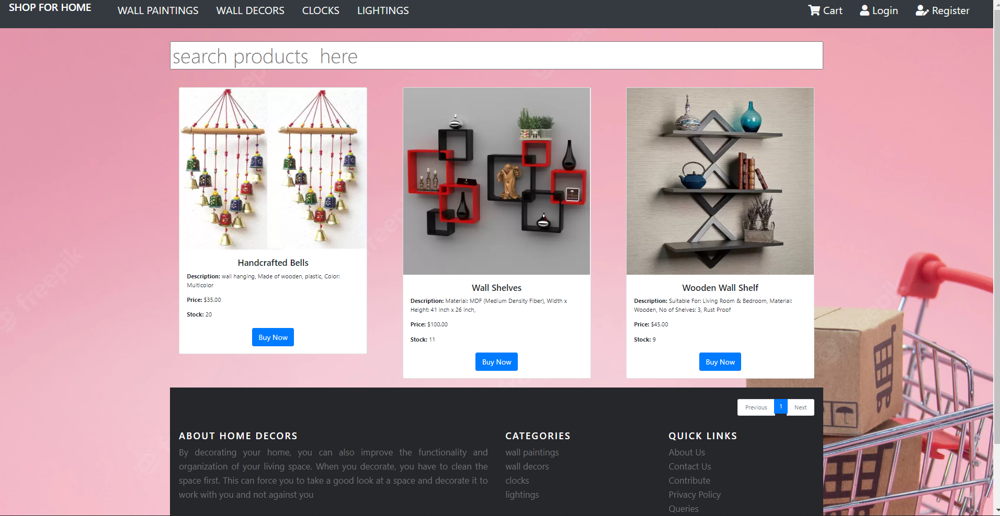 SHOP FOR HOME
WALL PAINTINGS
WALL DECORS
CLOCKS
LIGHTINGS
Cart
Login
Register
search products  here
Handcrafted Bells
Description: wall hanging, Made of wooden, plastic, Color:
Multicolor
Price: $35.00
Stock: 20
Buy Now
Wall Shelves
Description: Material: MDF (Medium Density Fiber), Width x
Height: 41 inch x 26 inch,
Price: $100.00
Stock: 11
Buy Now
Wooden Wall Shelf
Description: Suitable For: Living Room & Bedroom, Material:
Wooden, No of Shelves: 3, Rust Proof
Price: $45.00
Stock: 9
Buy Now
Previous
1
Next
ABOUT HOME DECORS
By decorating your home, you can also improve the functionality and
organization of your living space. When you decorate, you have to clean the
space first. This can force you to take a good look at a space and decorate it to
work with you and not against you
CATEGORIES
wall paintings
wall decors
clocks
lightings
QUICK LINKS
About Us
Contact Us
Contribute
Privacy Policy
Queries
freepik